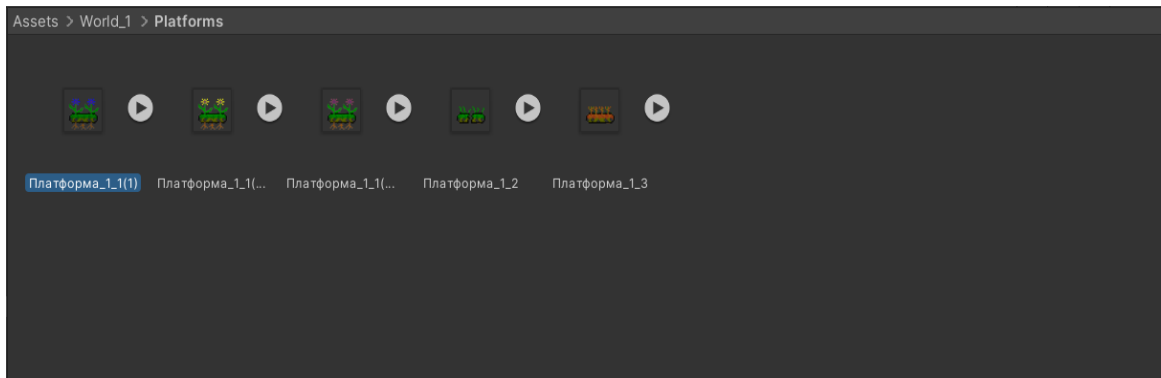 Assets > World_1 > Platforms
Платформа_1_1(1) Платформа_1_1(... Платформа_1_1(... Платформа_1_2 Платформа_1_3